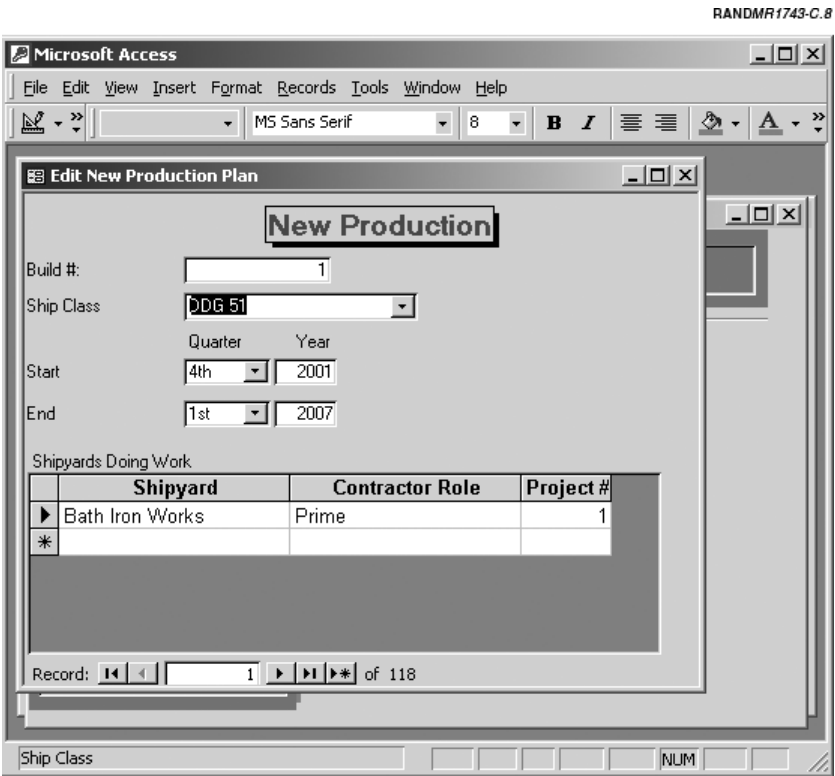 RANDMR1743-C.8
Microsoft Access
File Edit View Insert Format Records Tools Window Help
MS Sans Serif 8 B I A
Edit New Production Plan
New Production
Build #: 1
Ship Class DDG 51
Quarter Year
Start 4th 2001
End 1st 2007
Shipyards Doing Work
Shipyard Contractor Role Project #
Bath Iron Works Prime 1
Record: 1 of 118
Ship Class NUM